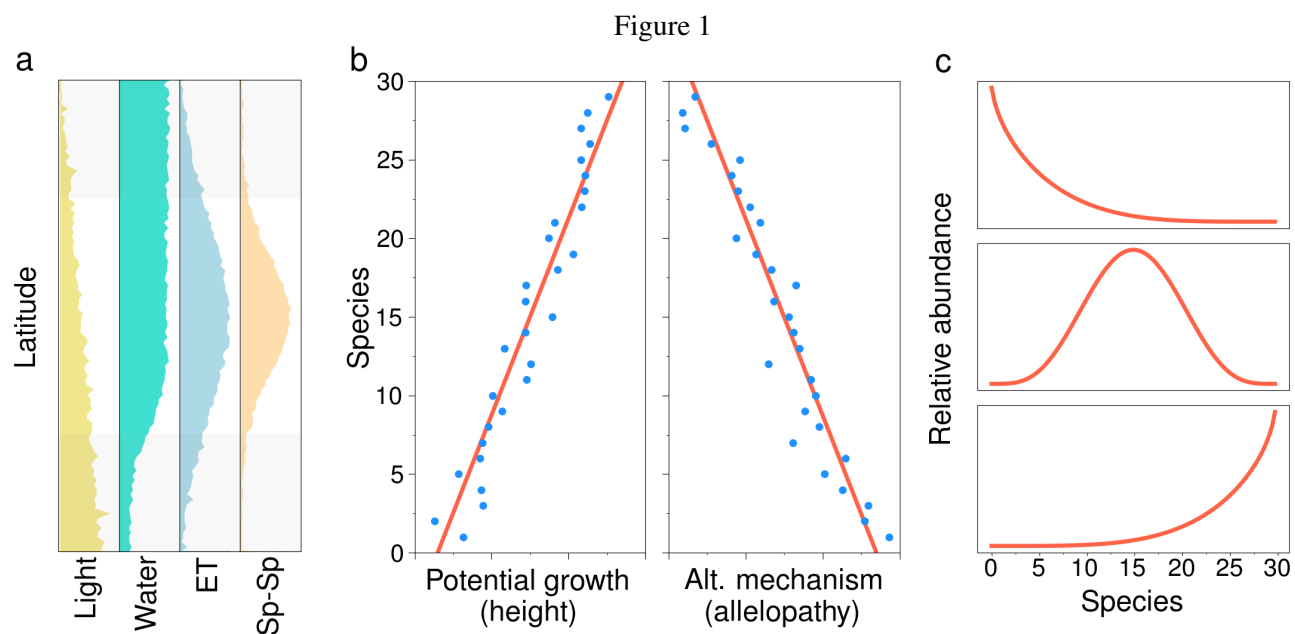 Figure 1
a
Latitude
Light
Water
ET
Sp-Sp
b
Species
30
25
20
15
10
5
0
Potential growth
(height)
Alt. mechanism
(allelopathy)
c
Relative abundance
0 5 10 15 20 25 30
Species